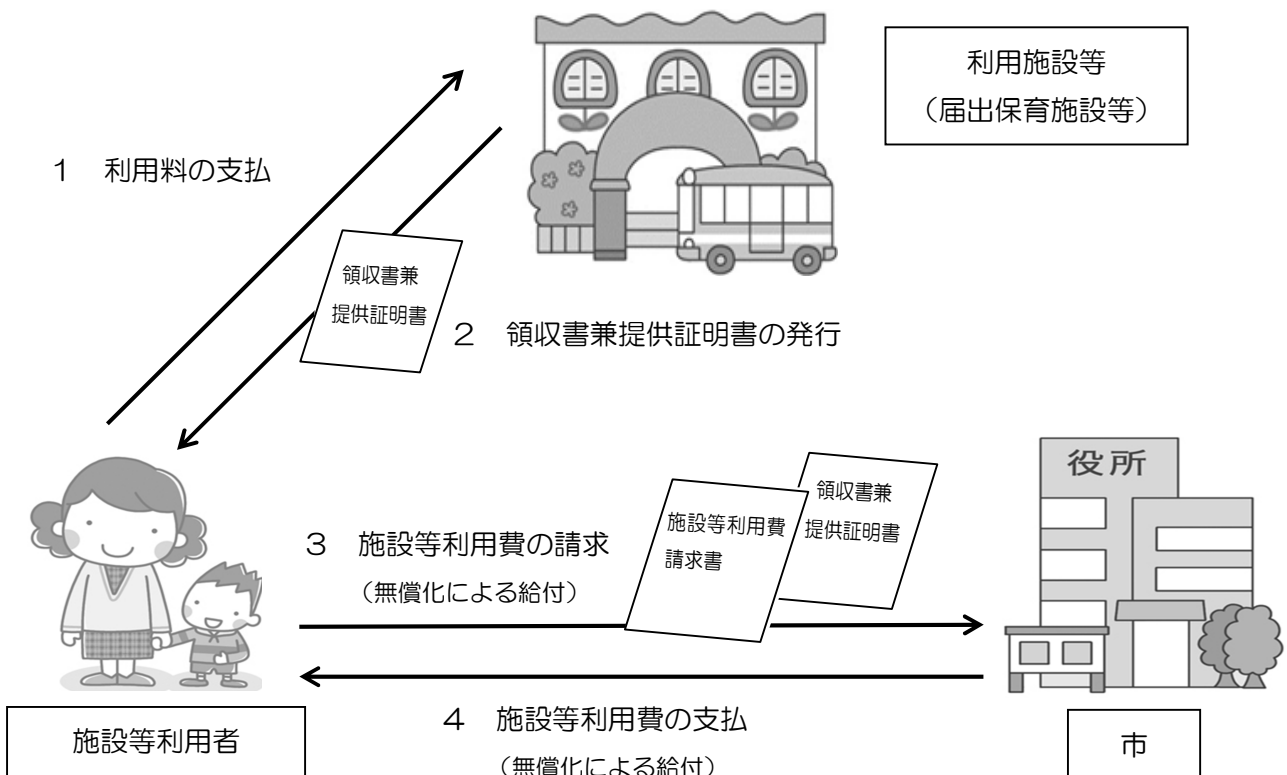 利用施設等
（届出保育施設等）
１　利用料の支払
領収書兼
提供証明書
２　領収書兼提供証明書の発行
役所
領収書兼
提供証明書
施設等利用費
請求書
３　施設等利用費の請求
（無償化による給付）
４　施設等利用費の支払
（無償化による給付）
施設等利用者
市